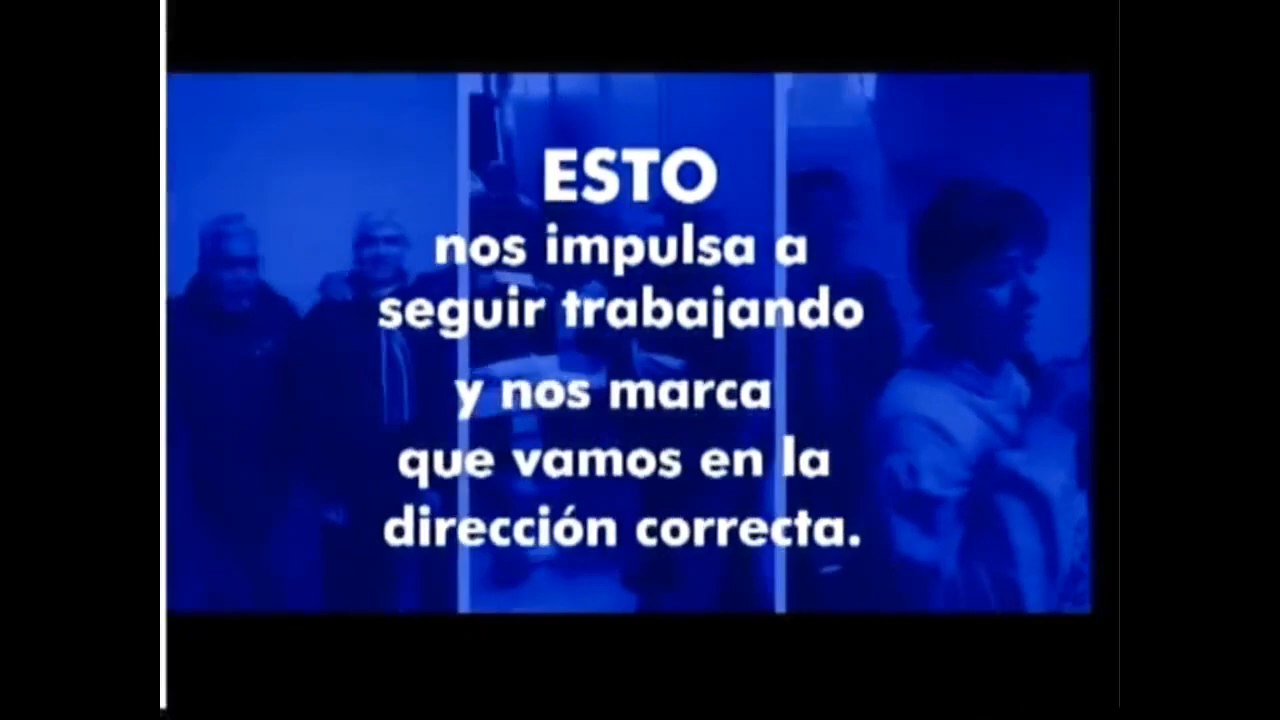 ESTO
nos impulsa a
seguir trabajando
y nos marca
que vamos en la
dirección correcta.